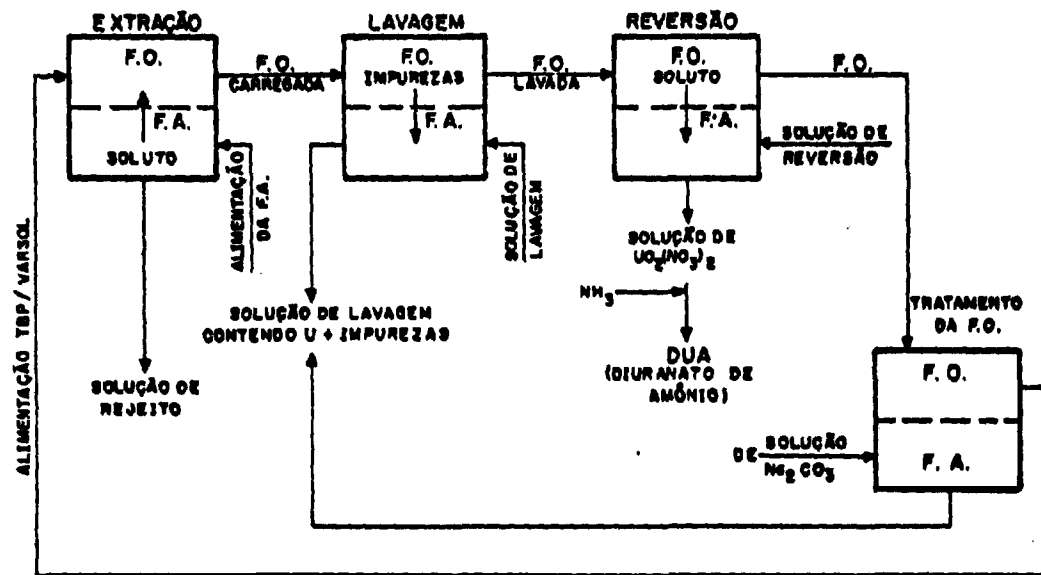 EXTRAÇÃO
F.O.
F.A.
SOLUTO
F.O.
CARREGADA
LAVAGEM
F.O.
IMPUREZAS
F.A.
F.O.
LAVADA
REVERSÃO
F.O.
SOLUTO
F.A.
F.O.
SOLUÇÃO DE
REVERSÃO
ALIMENTAÇÃO
DA F.A.
SOLUÇÃO DE
LAVAGEM
SOLUÇÃO DE
UO₂(NO₃)₂
NH₃
DUA
(DIURANATO DE
AMÔNIO)
SOLUÇÃO DE LAVAGEM
CONTENDO U + IMPUREZAS
SOLUÇÃO DE
REJEITO
ALIMENTAÇÃO TBP/VARSOL
TRATAMENTO
DA F.O.
F.O.
F.A.
DE SOLUÇÃO
Na₂CO₃